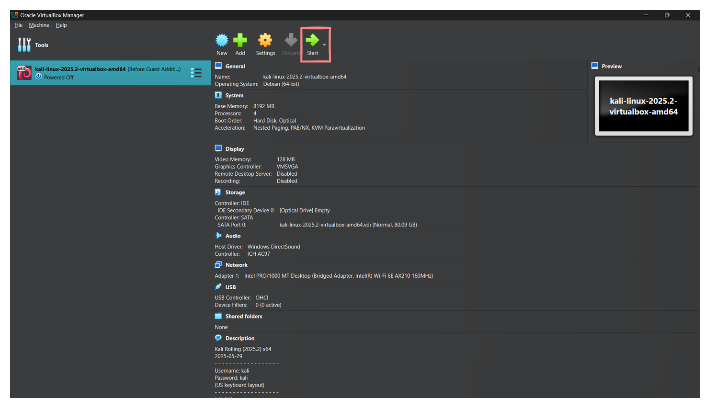 Oracle VirtualBox Manager
File Machine Help
Tools
New Add Settings Discard Start
kali-linux-2025.2-virtualbox-amd64 (Before Guest Additi...)
Powered Off
General
Name: kali-linux-2025.2-virtualbox-amd64
Operating System: Debian (64-bit)
System
Base Memory: 8192 MB
Processors: 4
Boot Order: Hard Disk, Optical
Acceleration: Nested Paging, PAE/NX, KVM Paravirtualization
Display
Video Memory: 128 MB
Graphics Controller: VMSVGA
Remote Desktop Server: Disabled
Recording: Disabled
Storage
Controller: IDE
IDE Secondary Device 0: [Optical Drive] Empty
Controller: SATA
SATA Port 0: kali-linux-2025.2-virtualbox-amd64.vdi (Normal, 80.09 GB)
Audio
Host Driver: Windows DirectSound
Controller: ICH AC97
Network
Adapter 1: Intel PRO/1000 MT Desktop (Bridged Adapter, Intel(R) Wi-Fi 6E AX210 160MHz)
USB
USB Controller: OHCI
Device Filters: 0 (0 active)
Shared folders
None
Description
Kali Rolling (2025.2) x64
2025-05-29
- - - - - - - - - - - - - - - - - -
Username: kali
Password: kali
(US keyboard layout)
- - - - - - - - - - - - - - - - - -
Preview
kali-linux-2025.2-
virtualbox-amd64